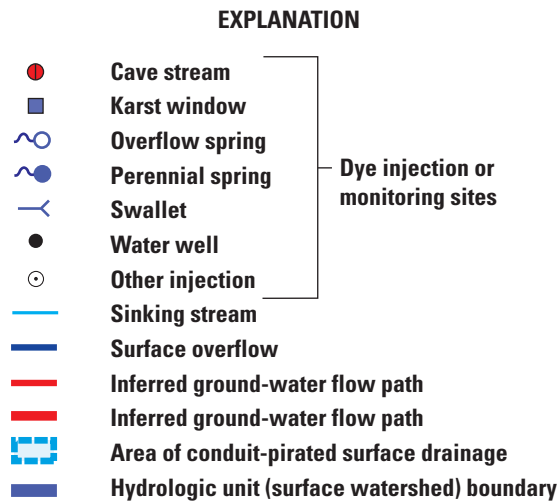 EXPLANATION
Cave stream
Karst window
Overflow spring
Perennial spring
Swallet
Water well
Other injection
Dye injection or
monitoring sites
Sinking stream
Surface overflow
Inferred ground-water flow path
Inferred ground-water flow path
Area of conduit-pirated surface drainage
Hydrologic unit (surface watershed) boundary